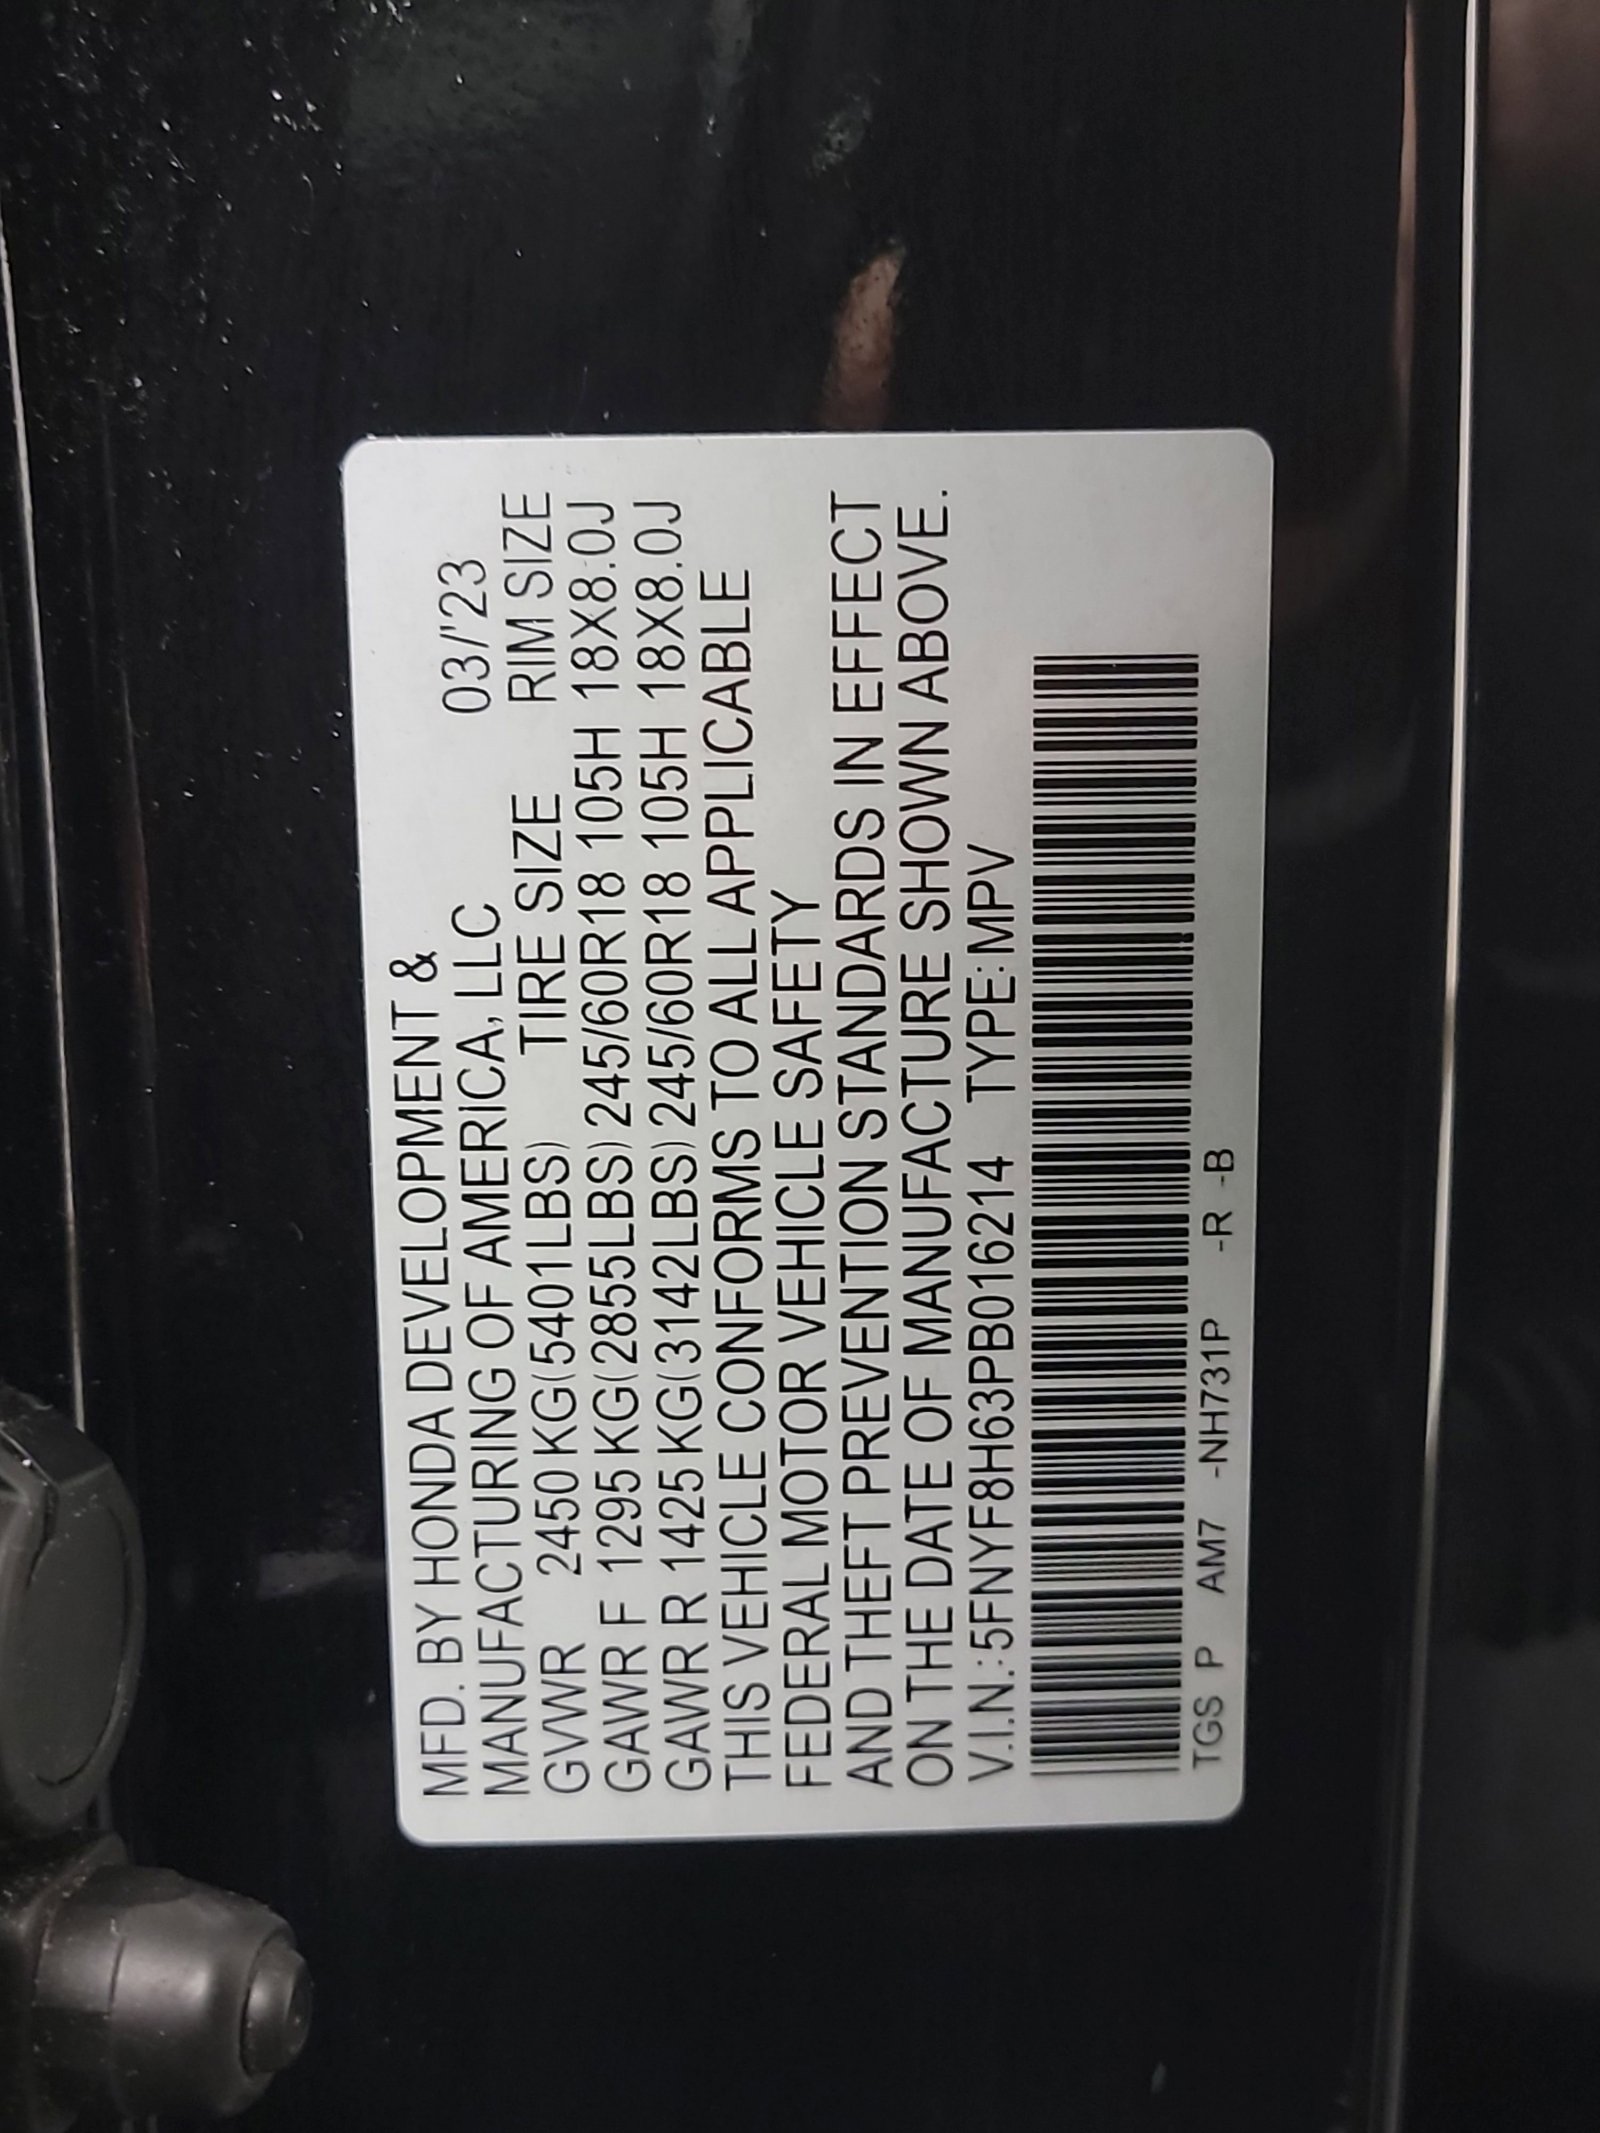 MFD. BY HONDA DEVELOPMENT &
MANUFACTURING OF AMERICA, LLC 03/'23
GVWR 2450 KG(5401LBS) TIRE SIZE RIM SIZE
GAWR F 1295 KG(2855LBS) 245/60R18 105H 18X8.0J
GAWR R 1425 KG(3142LBS) 245/60R18 105H 18X8.0J
THIS VEHICLE CONFORMS TO ALL APPLICABLE
FEDERAL MOTOR VEHICLE SAFETY
AND THEFT PREVENTION STANDARDS IN EFFECT
ON THE DATE OF MANUFACTURE SHOWN ABOVE.
V.I.N.:5FNYF8H63PB016214 TYPE:MPV
TGS P AM7 -NH731P -R -B